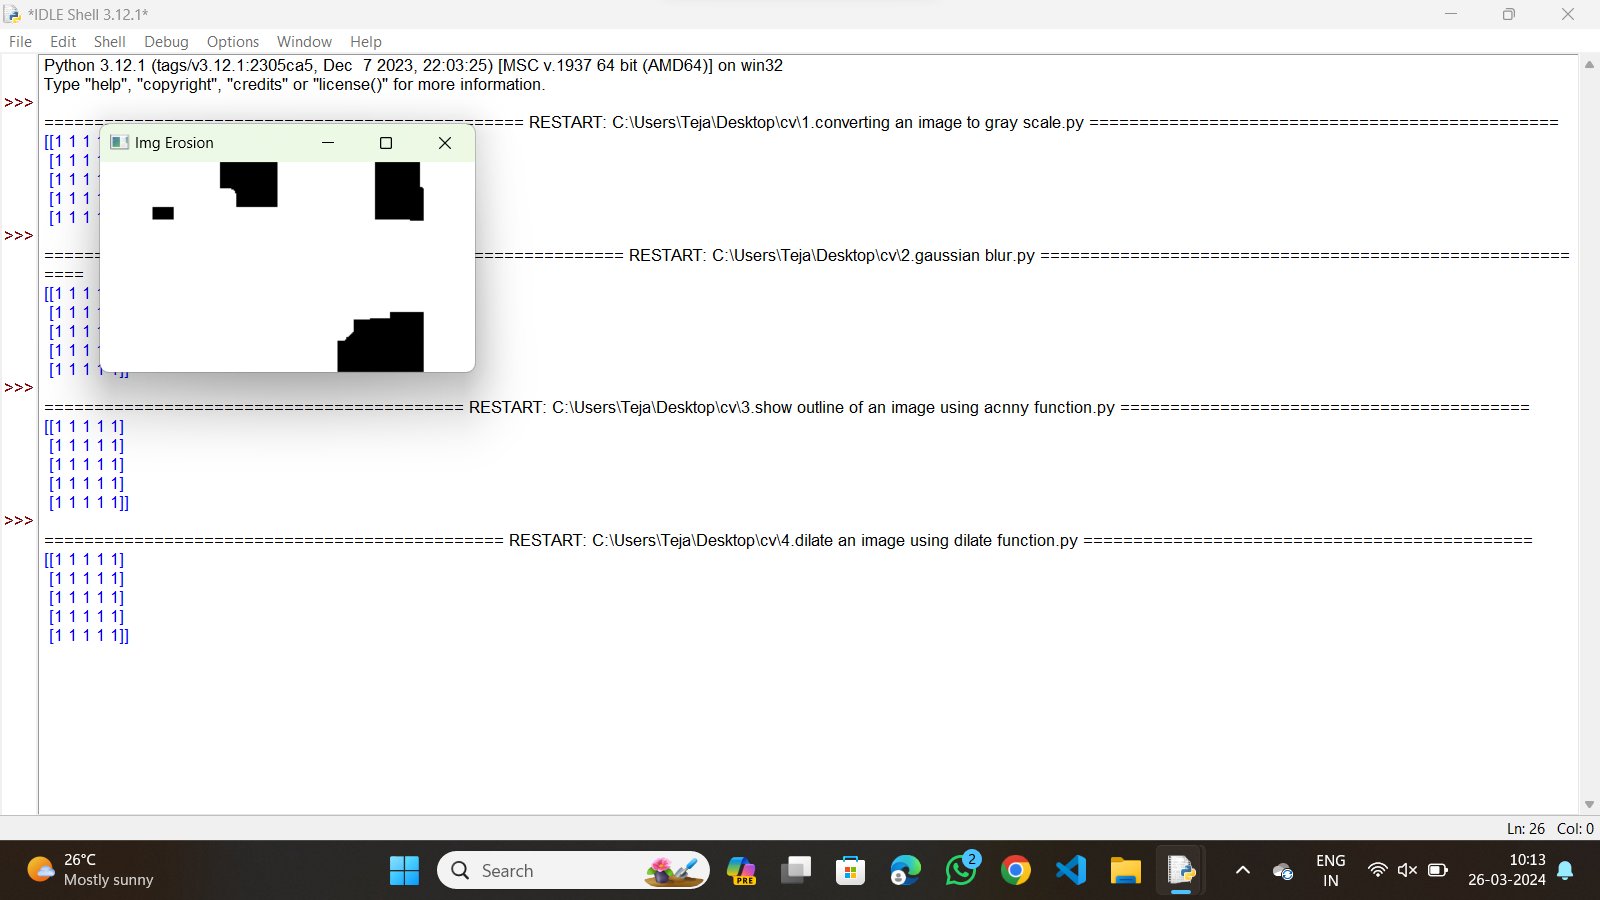 *IDLE Shell 3.12.1*
File Edit Shell Debug Options Window Help
Python 3.12.1 (tags/v3.12.1:2305ca5, Dec  7 2023, 22:03:25) [MSC v.1937 64 bit (AMD64)] on win32
Type "help", "copyright", "credits" or "license()" for more information.
>>>
================================================ RESTART: C:\Users\Teja\Desktop\cv\1.converting an image to gray scale.py ===============================================
Img Erosion
[[1 1 1
[1 1 1
[1 1 1
[1 1 1
[1 1 1
>>>
===== =============== RESTART: C:\Users\Teja\Desktop\cv\2.gaussian blur.py =====================================================
====
[[1 1 1
[1 1 1
[1 1 1
[1 1 1
[1 1 1 1 1]]
>>>
========================================== RESTART: C:\Users\Teja\Desktop\cv\3.show outline of an image using acnny function.py =========================================
[[1 1 1 1 1]
[1 1 1 1 1]
[1 1 1 1 1]
[1 1 1 1 1]
[1 1 1 1 1]]
>>>
============================================== RESTART: C:\Users\Teja\Desktop\cv\4.dilate an image using dilate function.py =============================================
[[1 1 1 1 1]
[1 1 1 1 1]
[1 1 1 1 1]
[1 1 1 1 1]
[1 1 1 1 1]]
Ln: 26 Col: 0
26°C
Mostly sunny
Search
PRE
2
ENG
IN
10:13
26-03-2024